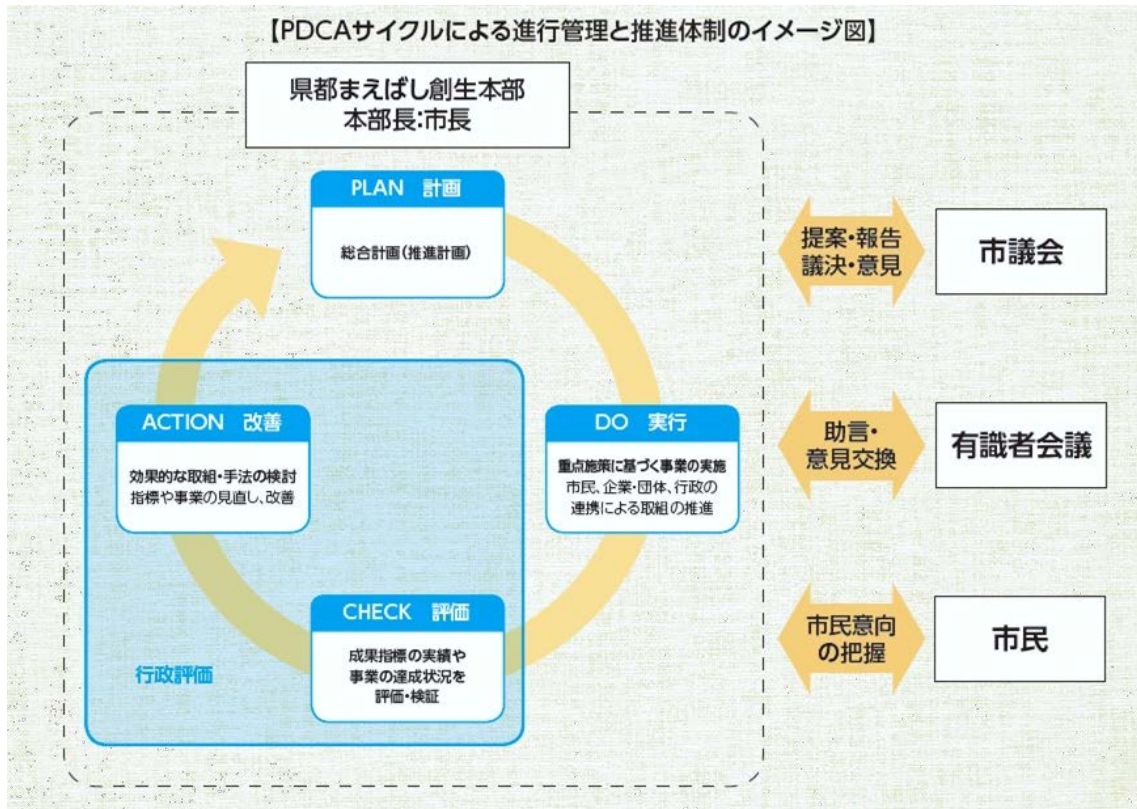 【PDCAサイクルによる進行管理と推進体制のイメージ図】
県都まえばし創生本部
本部長:市長
PLAN 計画
総合計画(推進計画)
DO 実行
重点施策に基づく事業の実施
市民、企業・団体、行政の
連携による取組の推進
CHECK 評価
成果指標の実績や
事業の達成状況を
評価・検証
ACTION 改善
効果的な取組・手法の検討
指標や事業の見直し、改善
行政評価
提案・報告
議決・意見
市議会
助言・
意見交換
有識者会議
市民意向
の把握
市民